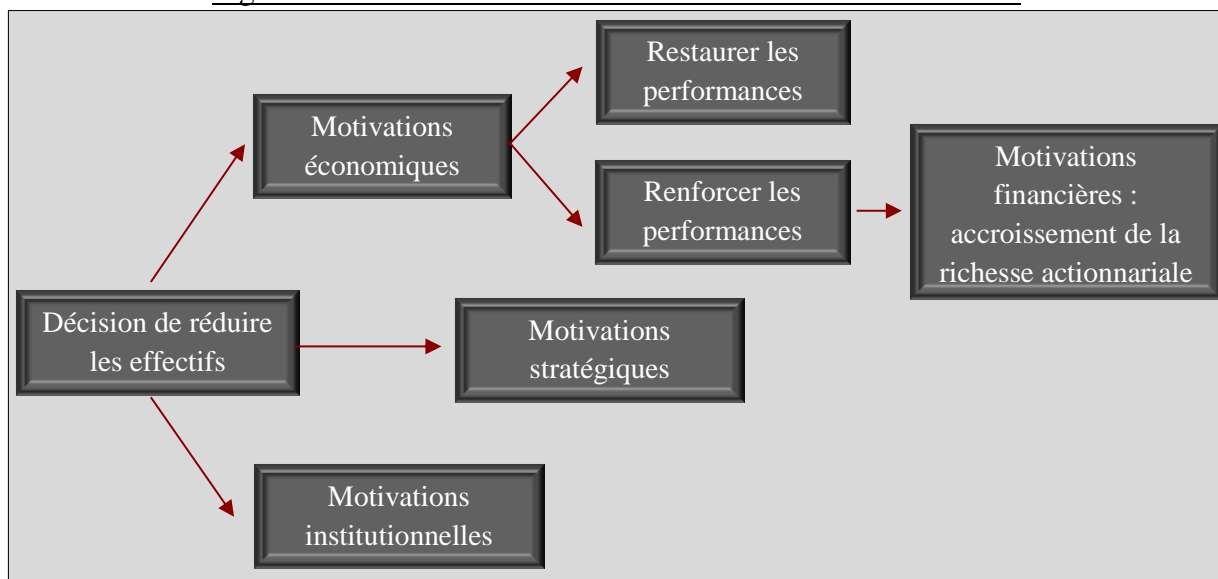 Restaurer les
performances
Motivations
économiques
Motivations
financières :
accroissement de la
richesse actionnariale
Renforcer les
performances
Décision de réduire
les effectifs
Motivations
stratégiques
Motivations
institutionnelles